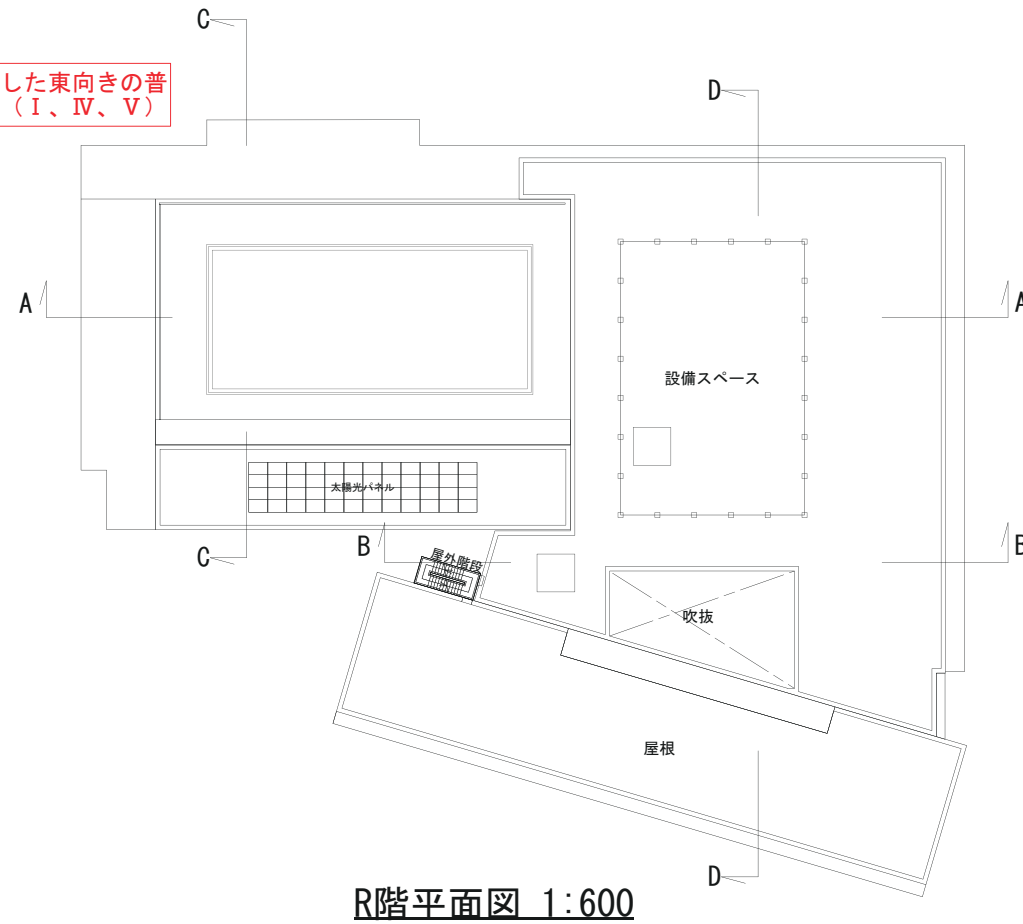 C
した東向きの普
（Ⅰ、Ⅳ、Ⅴ）
D
A
A
設備スペース
太陽光パネル
C
B
屋外階段
B
吹抜
屋根
D
R階平面図 1:600